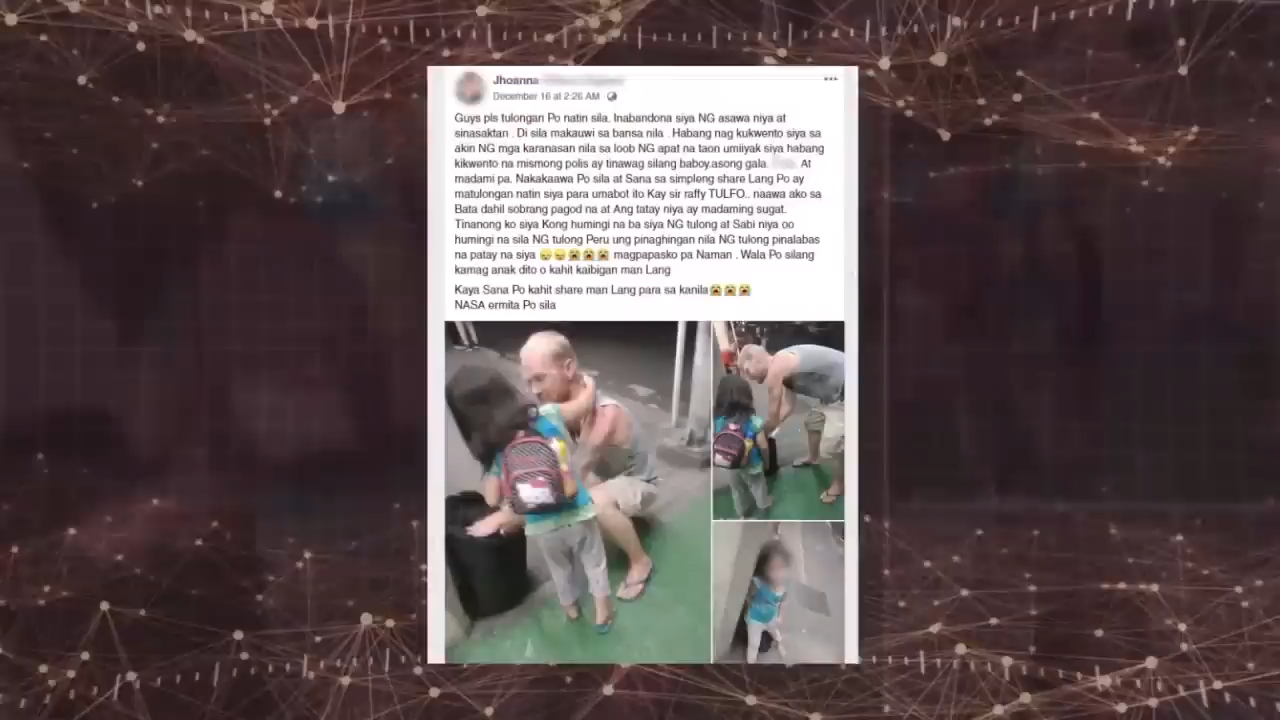 Jhoanna
December 16 at 2:26 AM ·
Guys pls tulongan Po natin sila. Inabandona siya NG asawa niya at
sinasaktan . Di sila makauwi sa bansa nila . Habang nag kukwento siya sa
akin NG mga karanasan nila sa loob NG apat na taon umiiyak siya habang
kikwento na mismong polis ay tinawag silang baboy.asong gala. At
madami pa. Nakakaawa Po sila at Sana sa simpleng share Lang Po ay
matulongan natin siya para umabot ito Kay sir raffy TULFO.. naawa ako sa
Bata dahil sobrang pagod na at Ang tatay niya ay madaming sugat.
Tinanong ko siya Kong humingi na ba siya NG tulong at Sabi niya oo
humingi na sila NG tulong Peru ung pinaghingan nila NG tulong pinalabas
na patay na siya 😔😔😭😭😭 magpapasko pa Naman . Wala Po silang
kamag anak dito o kahit kaibigan man Lang
Kaya Sana Po kahit share man Lang para sa kanila😭😭😭
NASA ermita Po sila